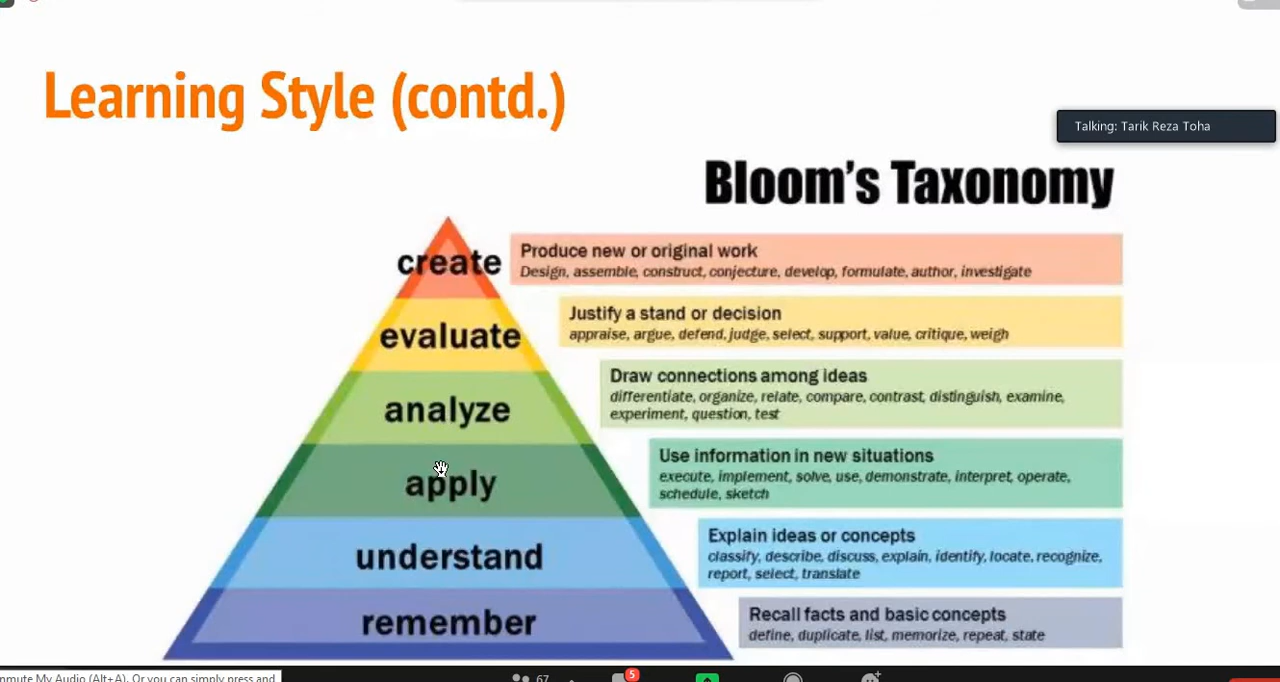 Learning Style (contd.)
Talking: Tarik Reza Toha
Bloom's Taxonomy
create
Produce new or original work
Design, assemble, construct, conjecture, develop, formulate, author, investigate
evaluate
Justify a stand or decision
appraise, argue, defend, judge, select, support, value, critique, weigh
analyze
Draw connections among ideas
differentiate, organize, relate, compare, contrast, distinguish, examine,
experiment, question, test
apply
Use information in new situations
execute, implement, solve, use, demonstrate, interpret, operate,
schedule, sketch
understand
Explain ideas or concepts
classify, describe, discuss, explain, identify, locate, recognize,
report, select, translate
remember
Recall facts and basic concepts
define, duplicate, list, memorize, repeat, state
My Audio (Alt+A). Or you can simply press and
67
5